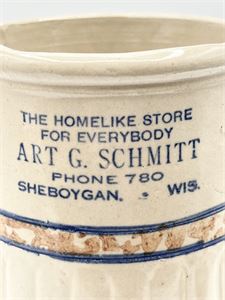 THE HOMELIKE STORE
FOR EVERYBODY
ART G. SCHMITT
PHONE 780
SHEBOYGAN. - WIS.